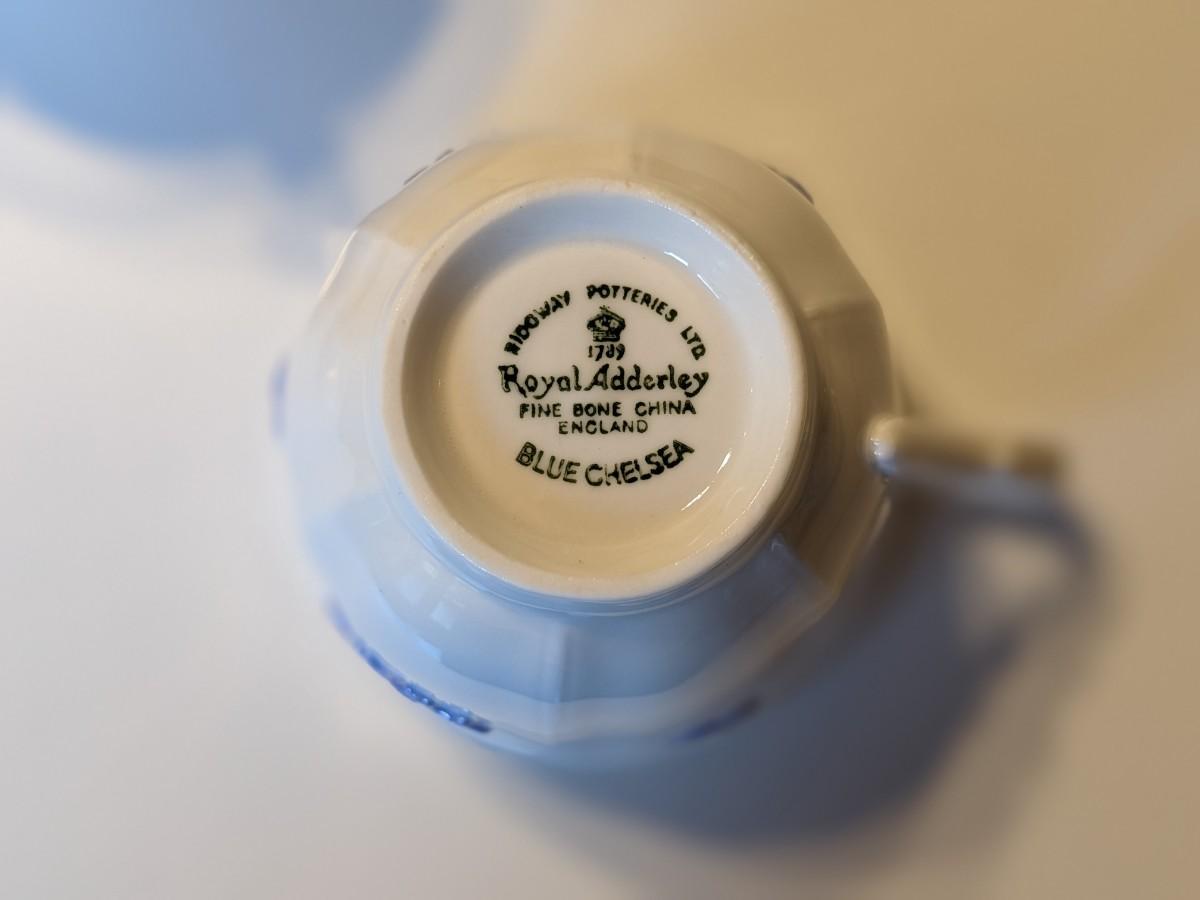 RIDGWAY POTTERIES LTD.
1789
Royal Adderley
FINE BONE CHINA
ENGLAND
BLUE CHELSEA